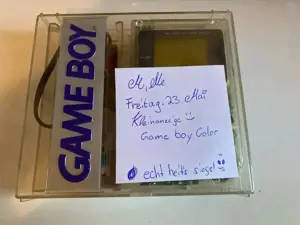 GAME BOY
Freitag. 23 Mai
Kleinanzeige
Game boy Color
echt heits siegel